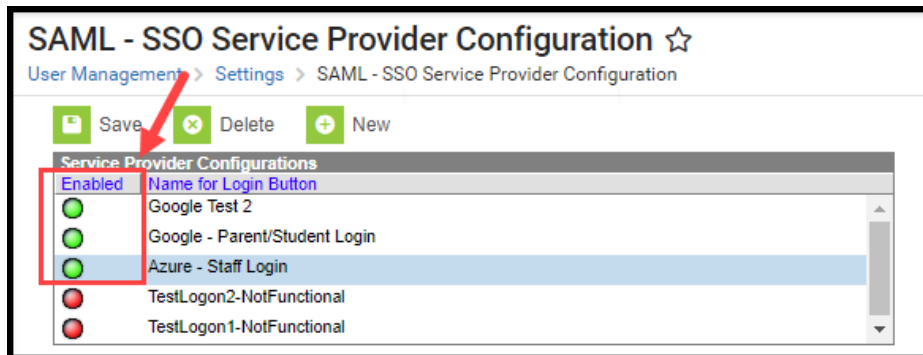 SAML - SSO Service Provider Configuration
User Management > Settings > SAML - SSO Service Provider Configuration
Save Delete New
Service Provider Configurations
Enabled Name for Login Button
Google Test 2
Google - Parent/Student Login
Azure - Staff Login
TestLogon2-NotFunctional
TestLogon1-NotFunctional